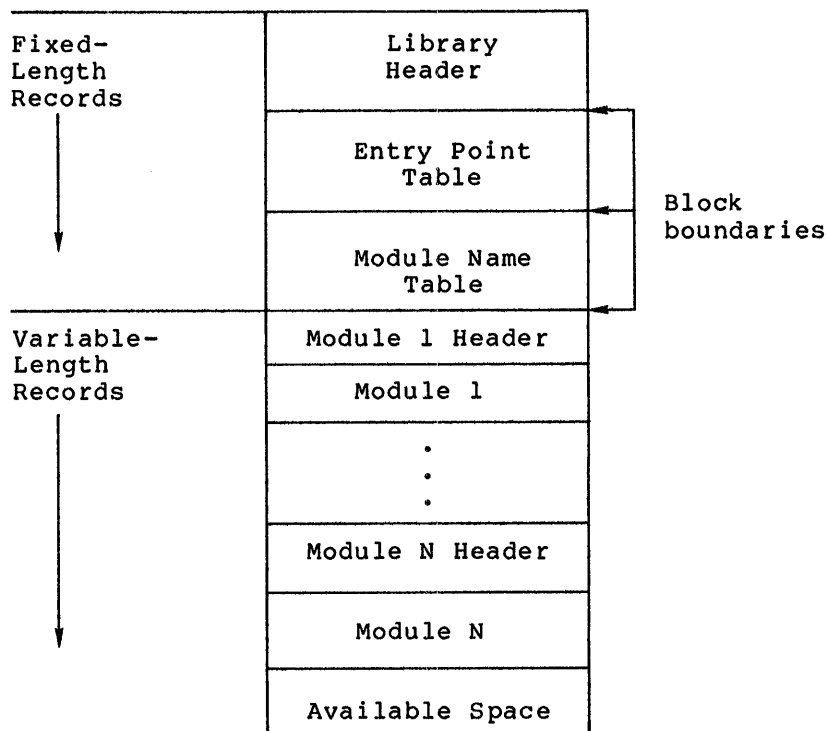 Fixed-
Length
Records
Library
Header
Entry Point
Table
Block
boundaries
Module Name
Table
Variable-
Length
Records
Module 1 Header
Module 1
.
.
.
Module N Header
Module N
Available Space